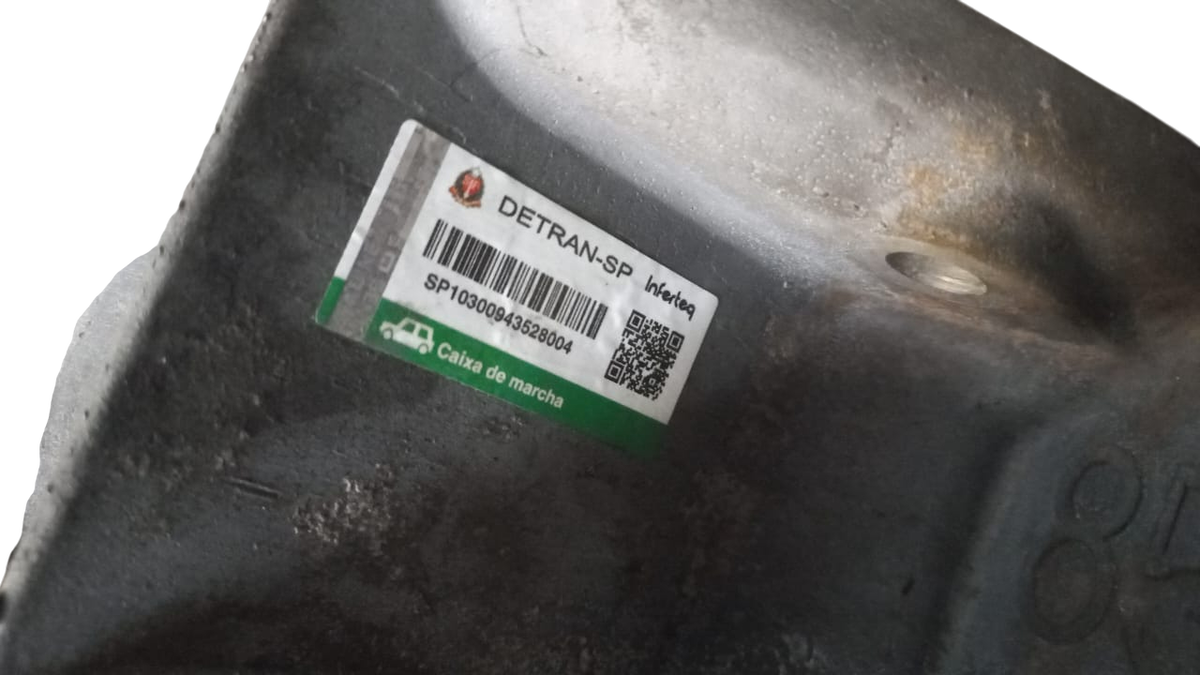 DETRAN-SP
Inferteq
SP10300943528004
Caixa de marcha